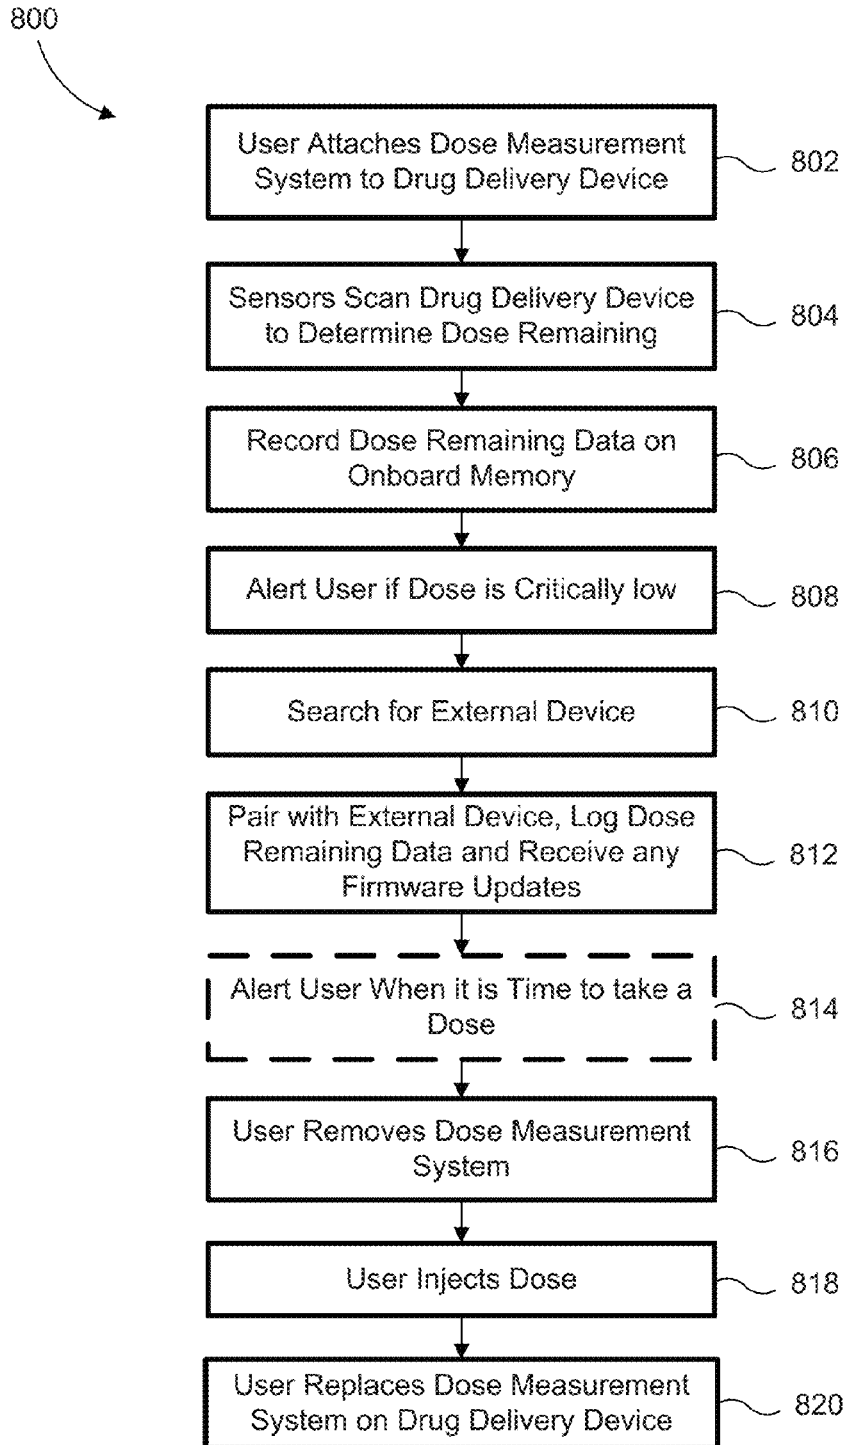 800
User Attaches Dose Measurement
System to Drug Delivery Device
802
Sensors Scan Drug Delivery Device
to Determine Dose Remaining
804
Record Dose Remaining Data on
Onboard Memory
806
Alert User if Dose is Critically low
808
Search for External Device
810
Pair with External Device, Log Dose
Remaining Data and Receive any
Firmware Updates
812
Alert User When it is Time to take a
Dose
814
User Removes Dose Measurement
System
816
User Injects Dose
818
User Replaces Dose Measurement
System on Drug Delivery Device
820